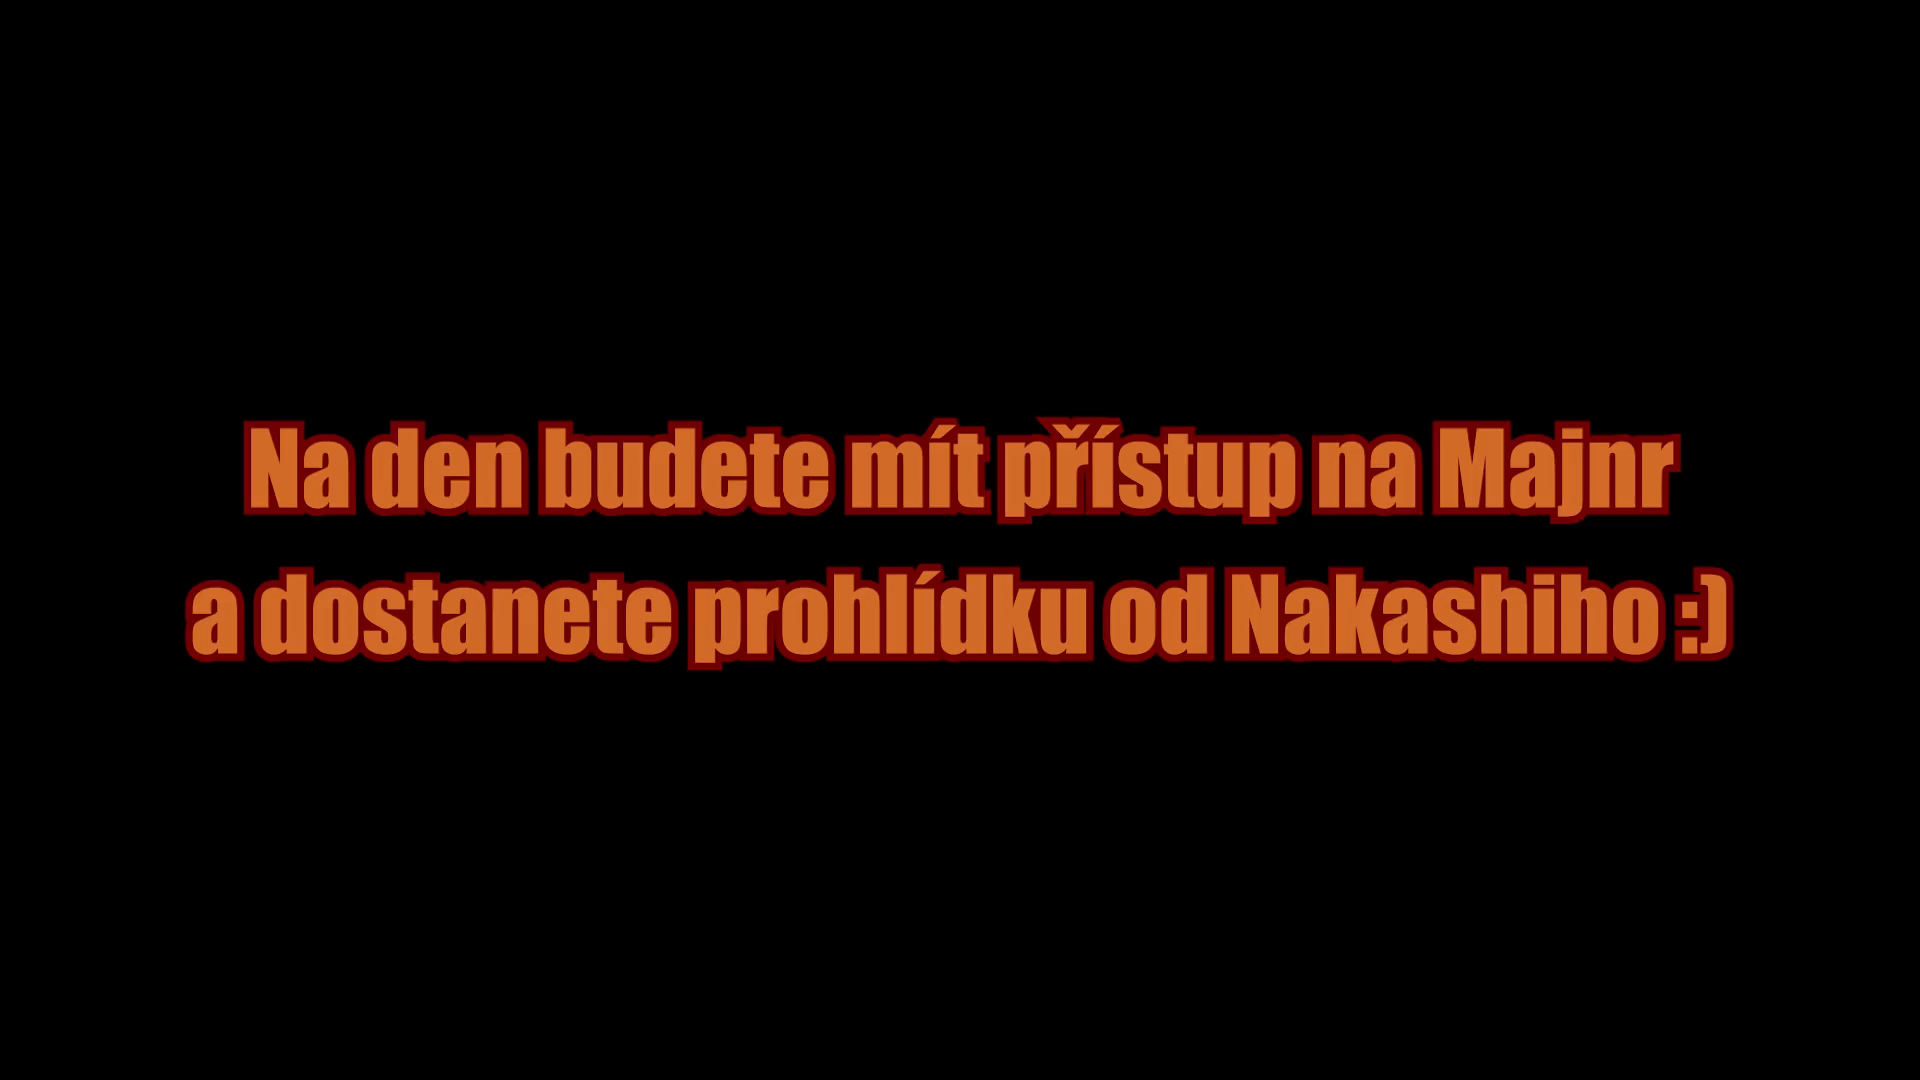 Na den budete mít přístup na Majnr
a dostanete prohlídku od Nakashiho :)